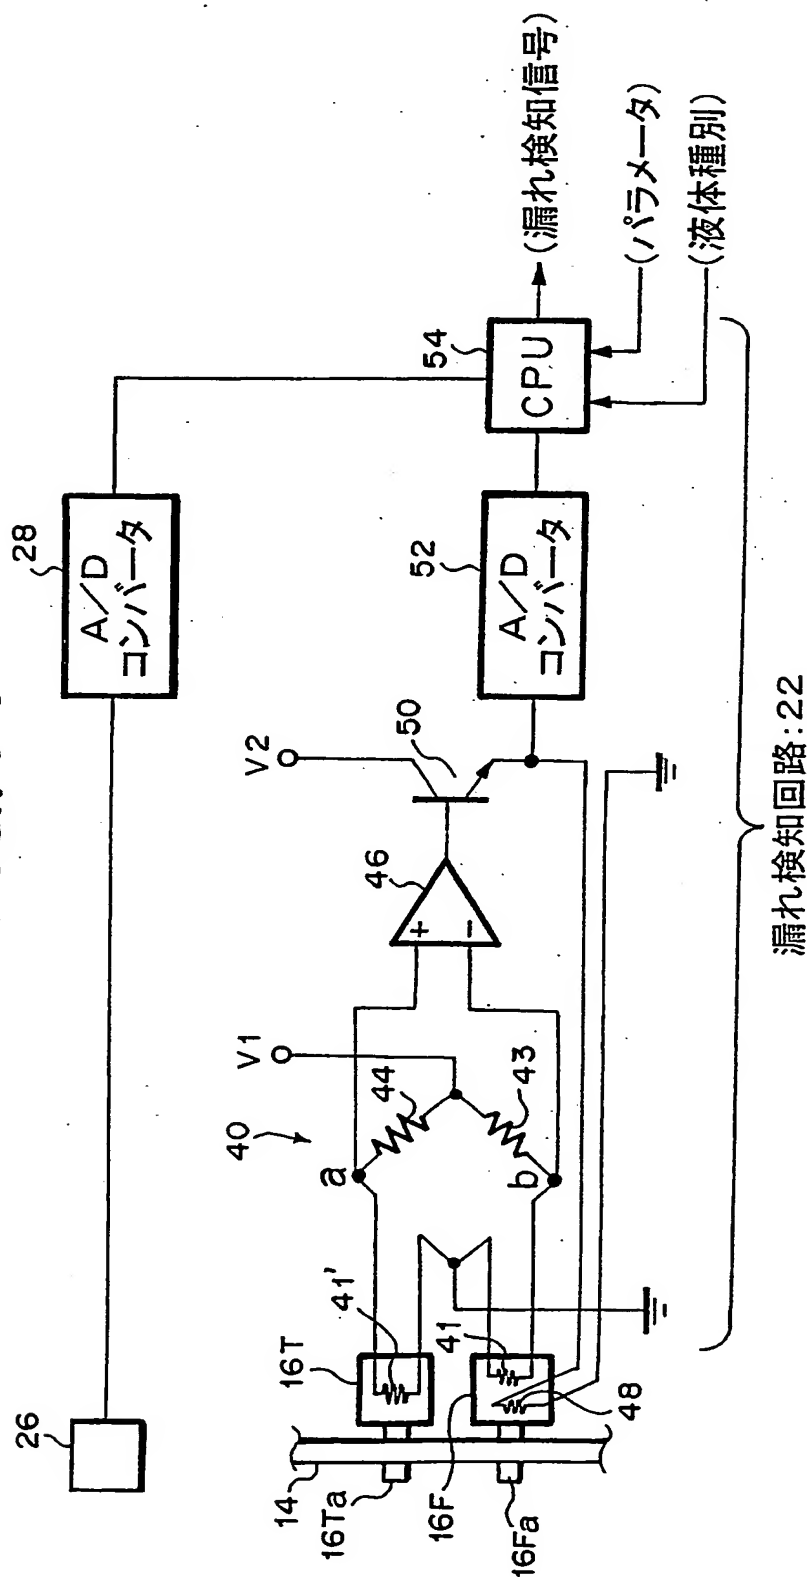 26
28
A/D
コンバータ
14
16Ta
16F
16Fa
16T
41'
41
48
40
a
b
44
43
V1
46
+
−
V2
50
52
A/D
コンバータ
54
CPU
(漏れ検知信号)
(パラメータ)
(液体種別)
漏れ検知回路:22